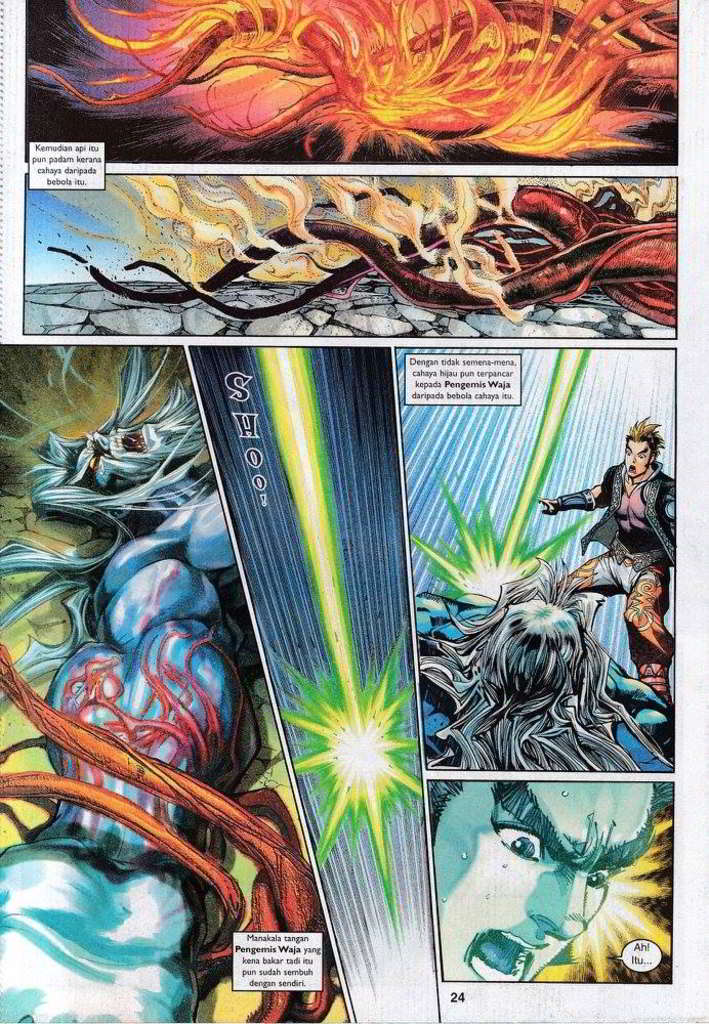 Kemudian api itu
pun padam kerana
cahaya daripada
bebola itu.
SHOO!
Dengan tidak semena-mena,
cahaya hijau pun terpancar
kepada Pengemis Waja
daripada bebola cahaya itu.
Manakala tangan
Pengemis Waja yang
kena bakar tadi itu
pun sudah sembuh
dengan sendiri.
Ah!
Itu...
24